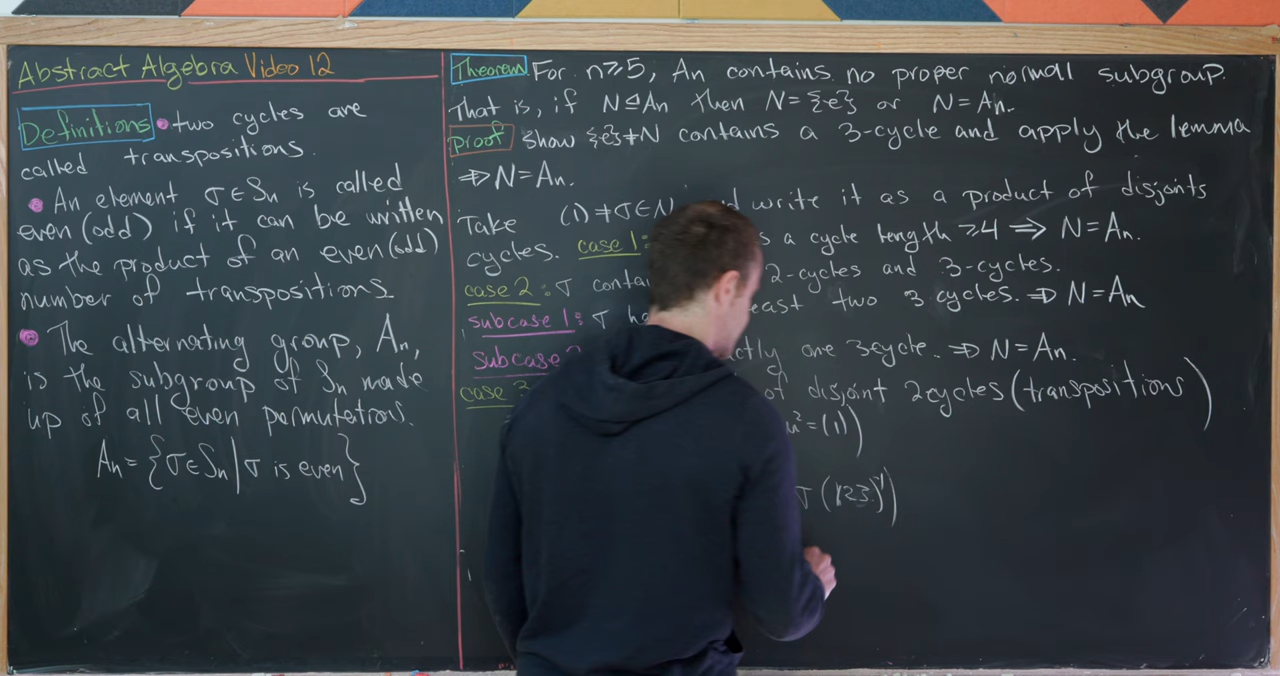 Abstract Algebra Video 12
Definitions • two cycles are
called transpositions.
• An element σ∈Sn is called
even(odd) if it can be written
as the product of an even(odd)
number of transpositions.
• The alternating group, An,
is the subgroup of Sn made
up of all even permutations.
An = {σ∈Sn | σ is even}
Theorem For n≥5, An contains no proper normal subgroup.
That is, if N⊴An then N={e} or N=An.
proof Show {e}≠N contains a 3-cycle and apply the lemma
⇒ N=An.
Take (1)≠σ∈N write it as a product of disjoints
cycles. case 1: a cycle length ≥4 ⇒ N=An.
case 2: σ 2-cycles and 3-cycles.
subcase 1: σ two 3 cycles. ⇒ N=An
Subcase one 3cycle. ⇒ N=An.
case 3 of disjoint 2cycles (transpositions)
²=(1))
σ(123)⁻¹)